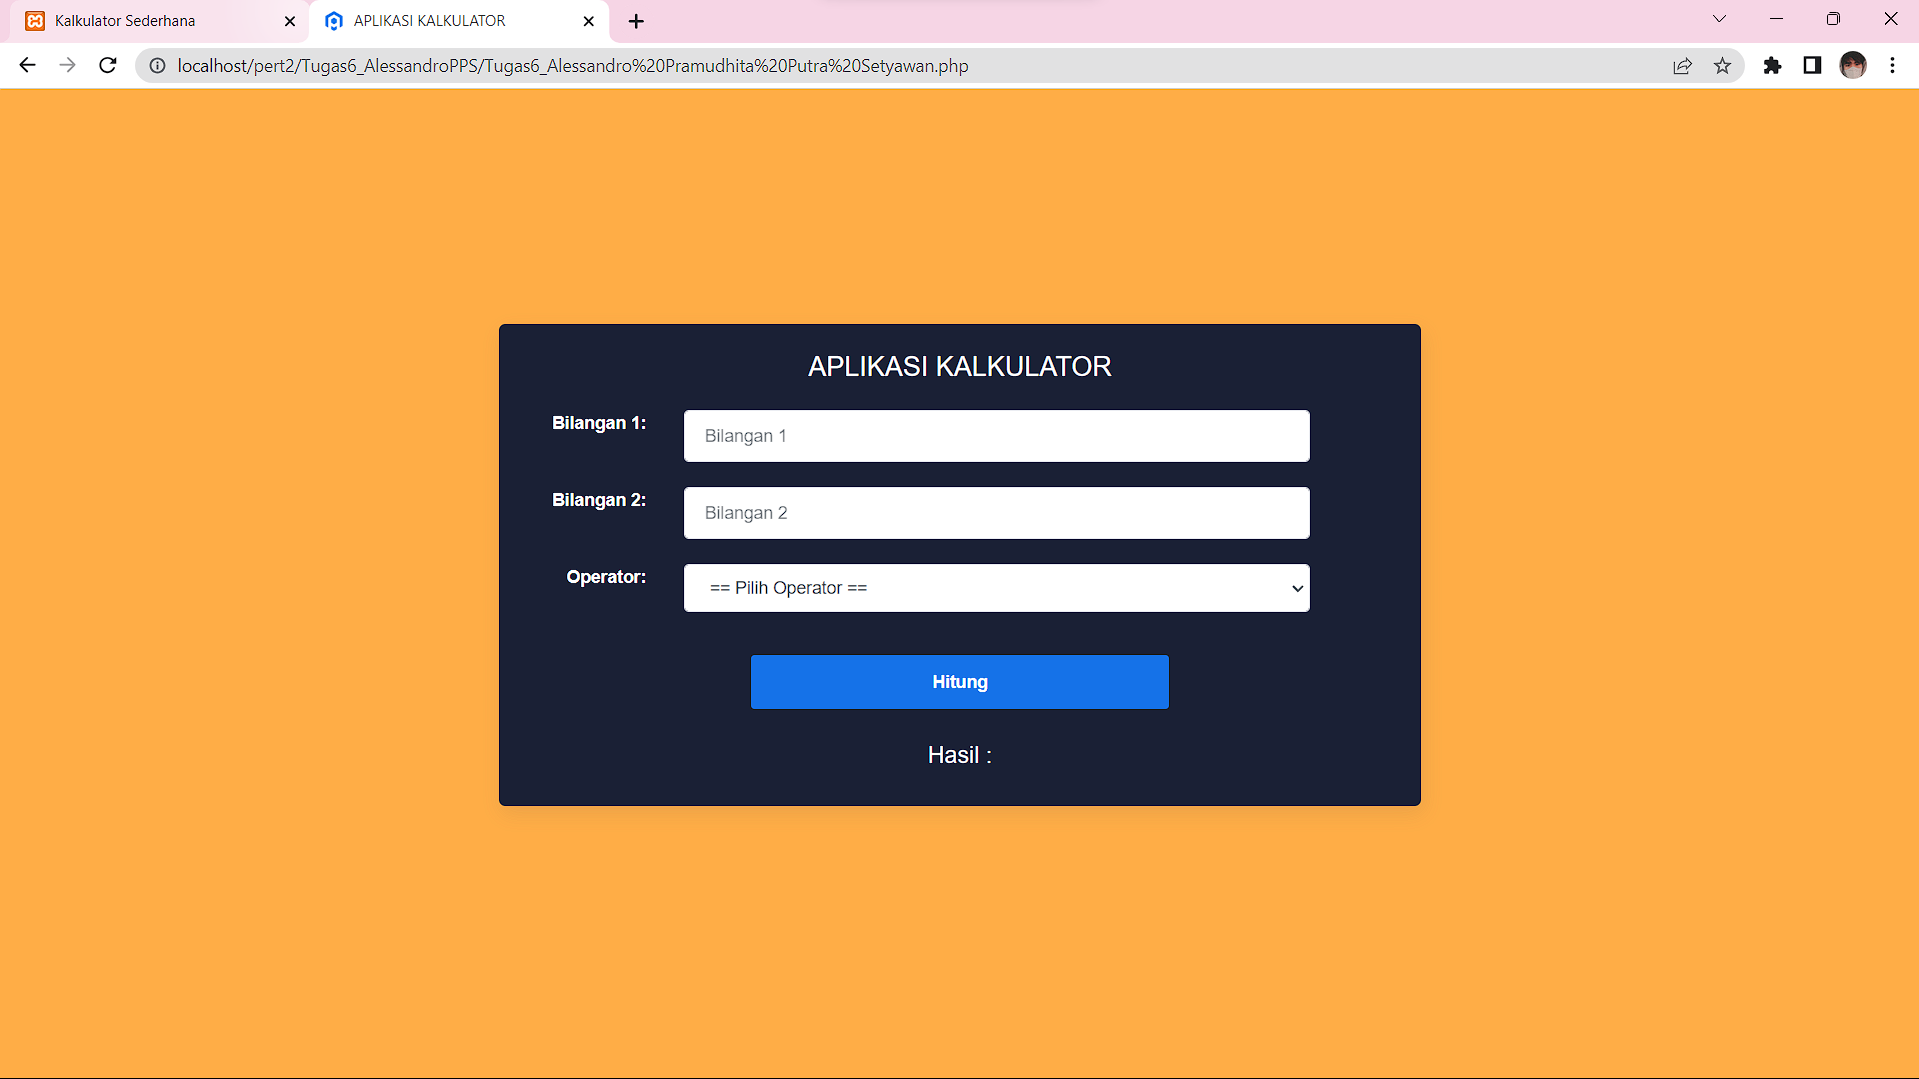 Kalkulator Sederhana
APLIKASI KALKULATOR
localhost/pert2/Tugas6_AlessandroPPS/Tugas6_Alessandro%20Pramudhita%20Putra%20Setyawan.php
APLIKASI KALKULATOR
Bilangan 1:
Bilangan 1
Bilangan 2:
Bilangan 2
Operator:
== Pilih Operator ==
Hitung
Hasil :